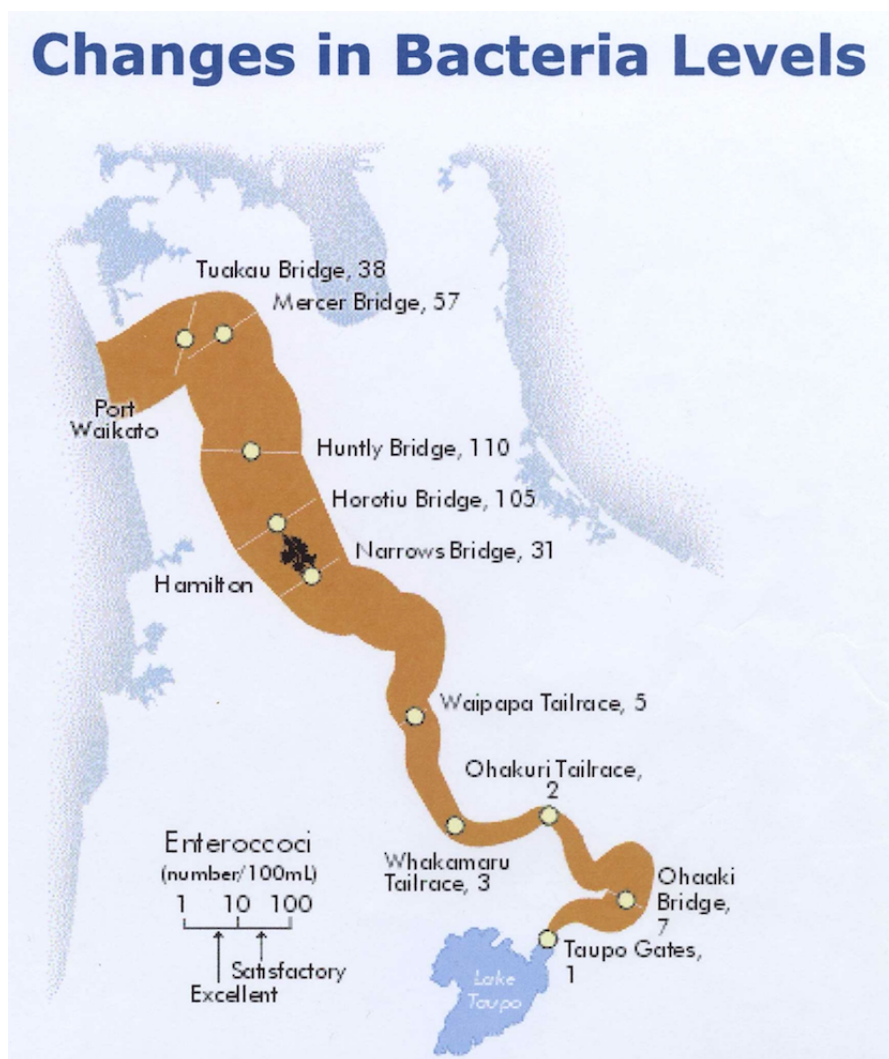 Changes in Bacteria Levels
Tuakau Bridge, 38
Mercer Bridge, 57
Port
Waikato
Huntly Bridge, 110
Horotiu Bridge, 105
Narrows Bridge, 31
Hamilton
Waipapa Tailrace, 5
Ohakuri Tailrace,
2
Whakamaru
Tailrace, 3
Ohaaki
Bridge,
7
Taupo Gates,
1
Lake
Taupo
Enteroccoci
(number/100mL)
1 10 100
Satisfactory
Excellent